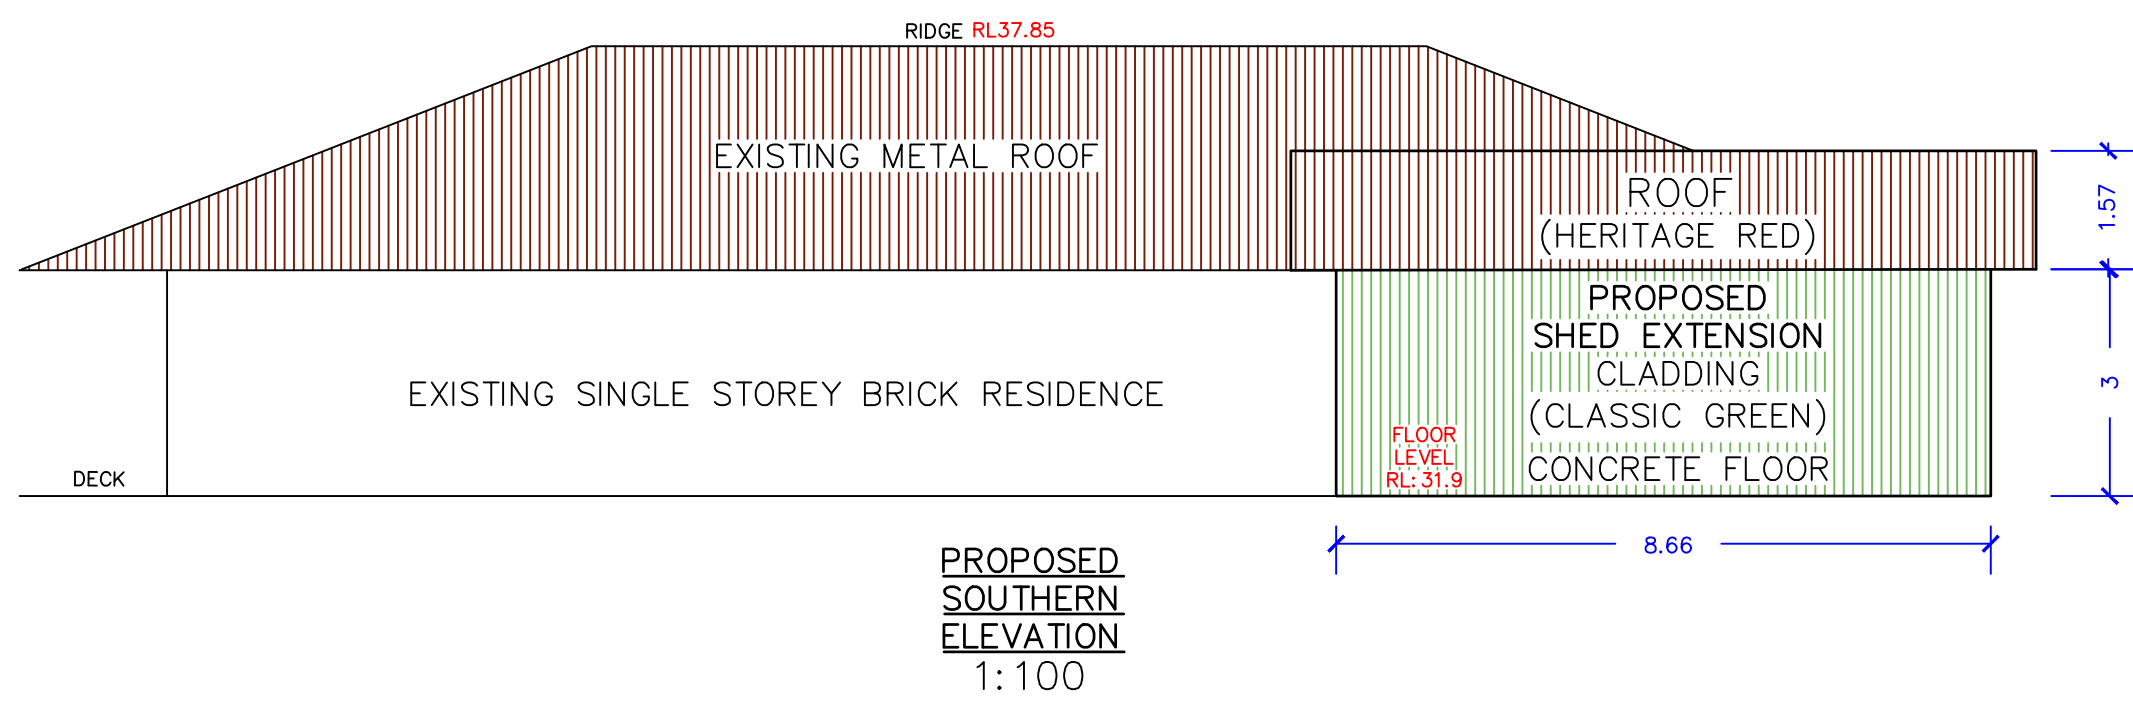 RIDGE RL37.85
EXISTING METAL ROOF
ROOF
(HERITAGE RED)
1.57
PROPOSED
SHED EXTENSION
CLADDING
(CLASSIC GREEN)
CONCRETE FLOOR
3
EXISTING SINGLE STOREY BRICK RESIDENCE
FLOOR
LEVEL
RL: 31.9
DECK
8.66
PROPOSED
SOUTHERN
ELEVATION
1:100